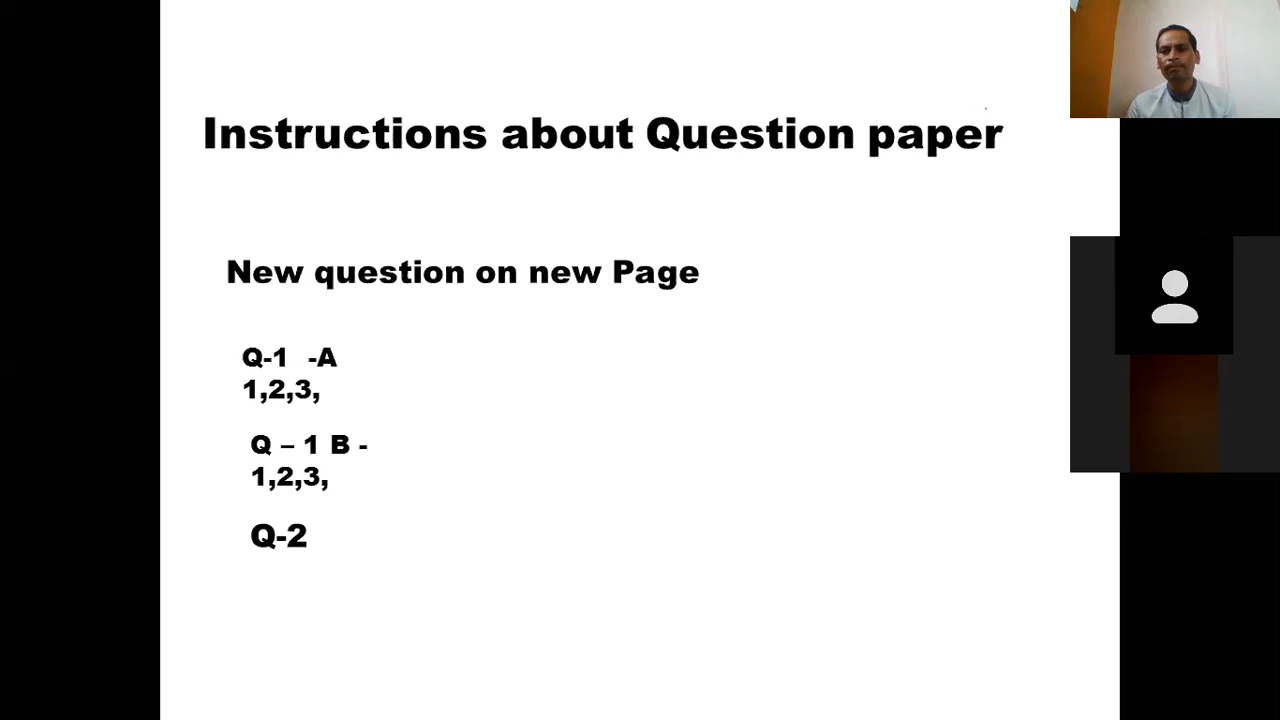 Instructions about Question paper
New question on new Page
Q-1 -A
1,2,3,
Q – 1 B -
1,2,3,
Q-2